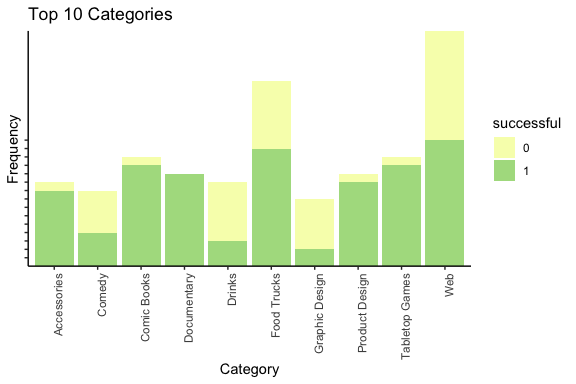 Top 10 Categories
Frequency
successful
0
1
Accessories
Comedy
Comic Books
Documentary
Drinks
Food Trucks
Graphic Design
Product Design
Tabletop Games
Web
Category